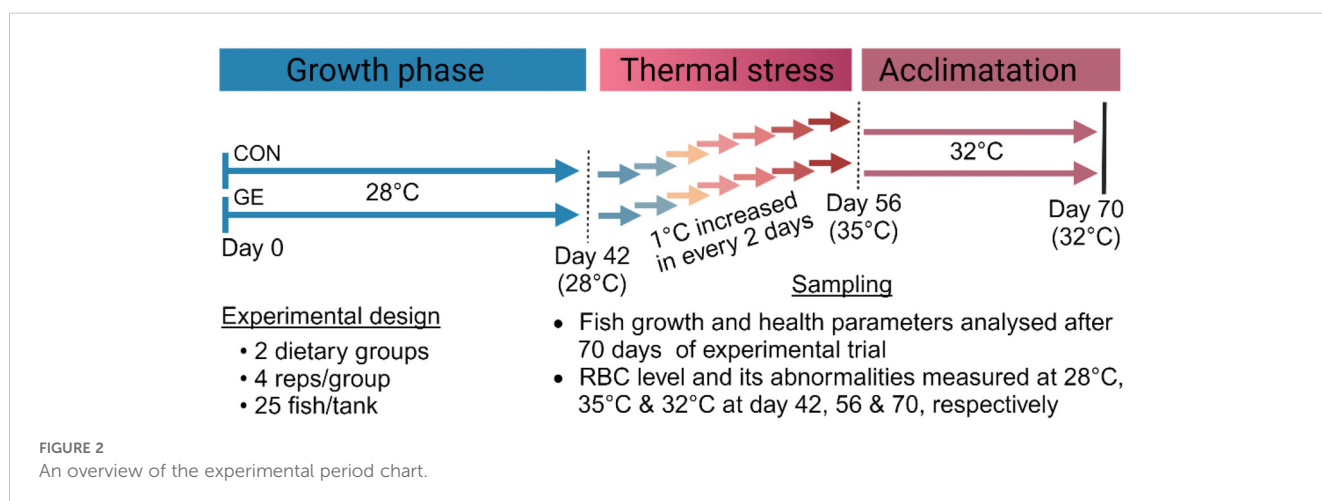 Growth phase
Thermal stress
Acclimatation
CON
28°C
GE
Day 0
Day 42
(28°C)
1°C increased
in every 2 days
Day 56
(35°C)
32°C
Day 70
(32°C)
Experimental design
• 2 dietary groups
• 4 reps/group
• 25 fish/tank
Sampling
• Fish growth and health parameters analysed after
70 days of experimental trial
• RBC level and its abnormalities measured at 28°C,
35°C & 32°C at day 42, 56 & 70, respectively
FIGURE 2
An overview of the experimental period chart.